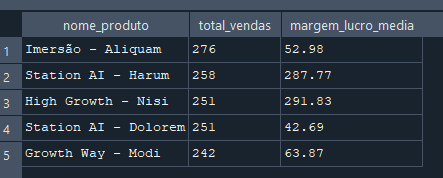 nome_produto total_vendas margem_lucro_media
1 Imersão - Aliquam 276 52.98
2 Station AI - Harum 258 287.77
3 High Growth - Nisi 251 291.83
4 Station AI - Dolorem 251 42.69
5 Growth Way - Modi 242 63.87